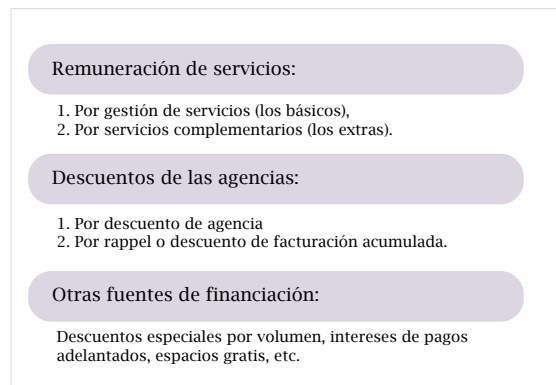 Remuneración de servicios:
1. Por gestión de servicios (los básicos),
2. Por servicios complementarios (los extras).
Descuentos de las agencias:
1. Por descuento de agencia
2. Por rappel o descuento de facturación acumulada.
Otras fuentes de financiación:
Descuentos especiales por volumen, intereses de pagos
adelantados, espacios gratis, etc.